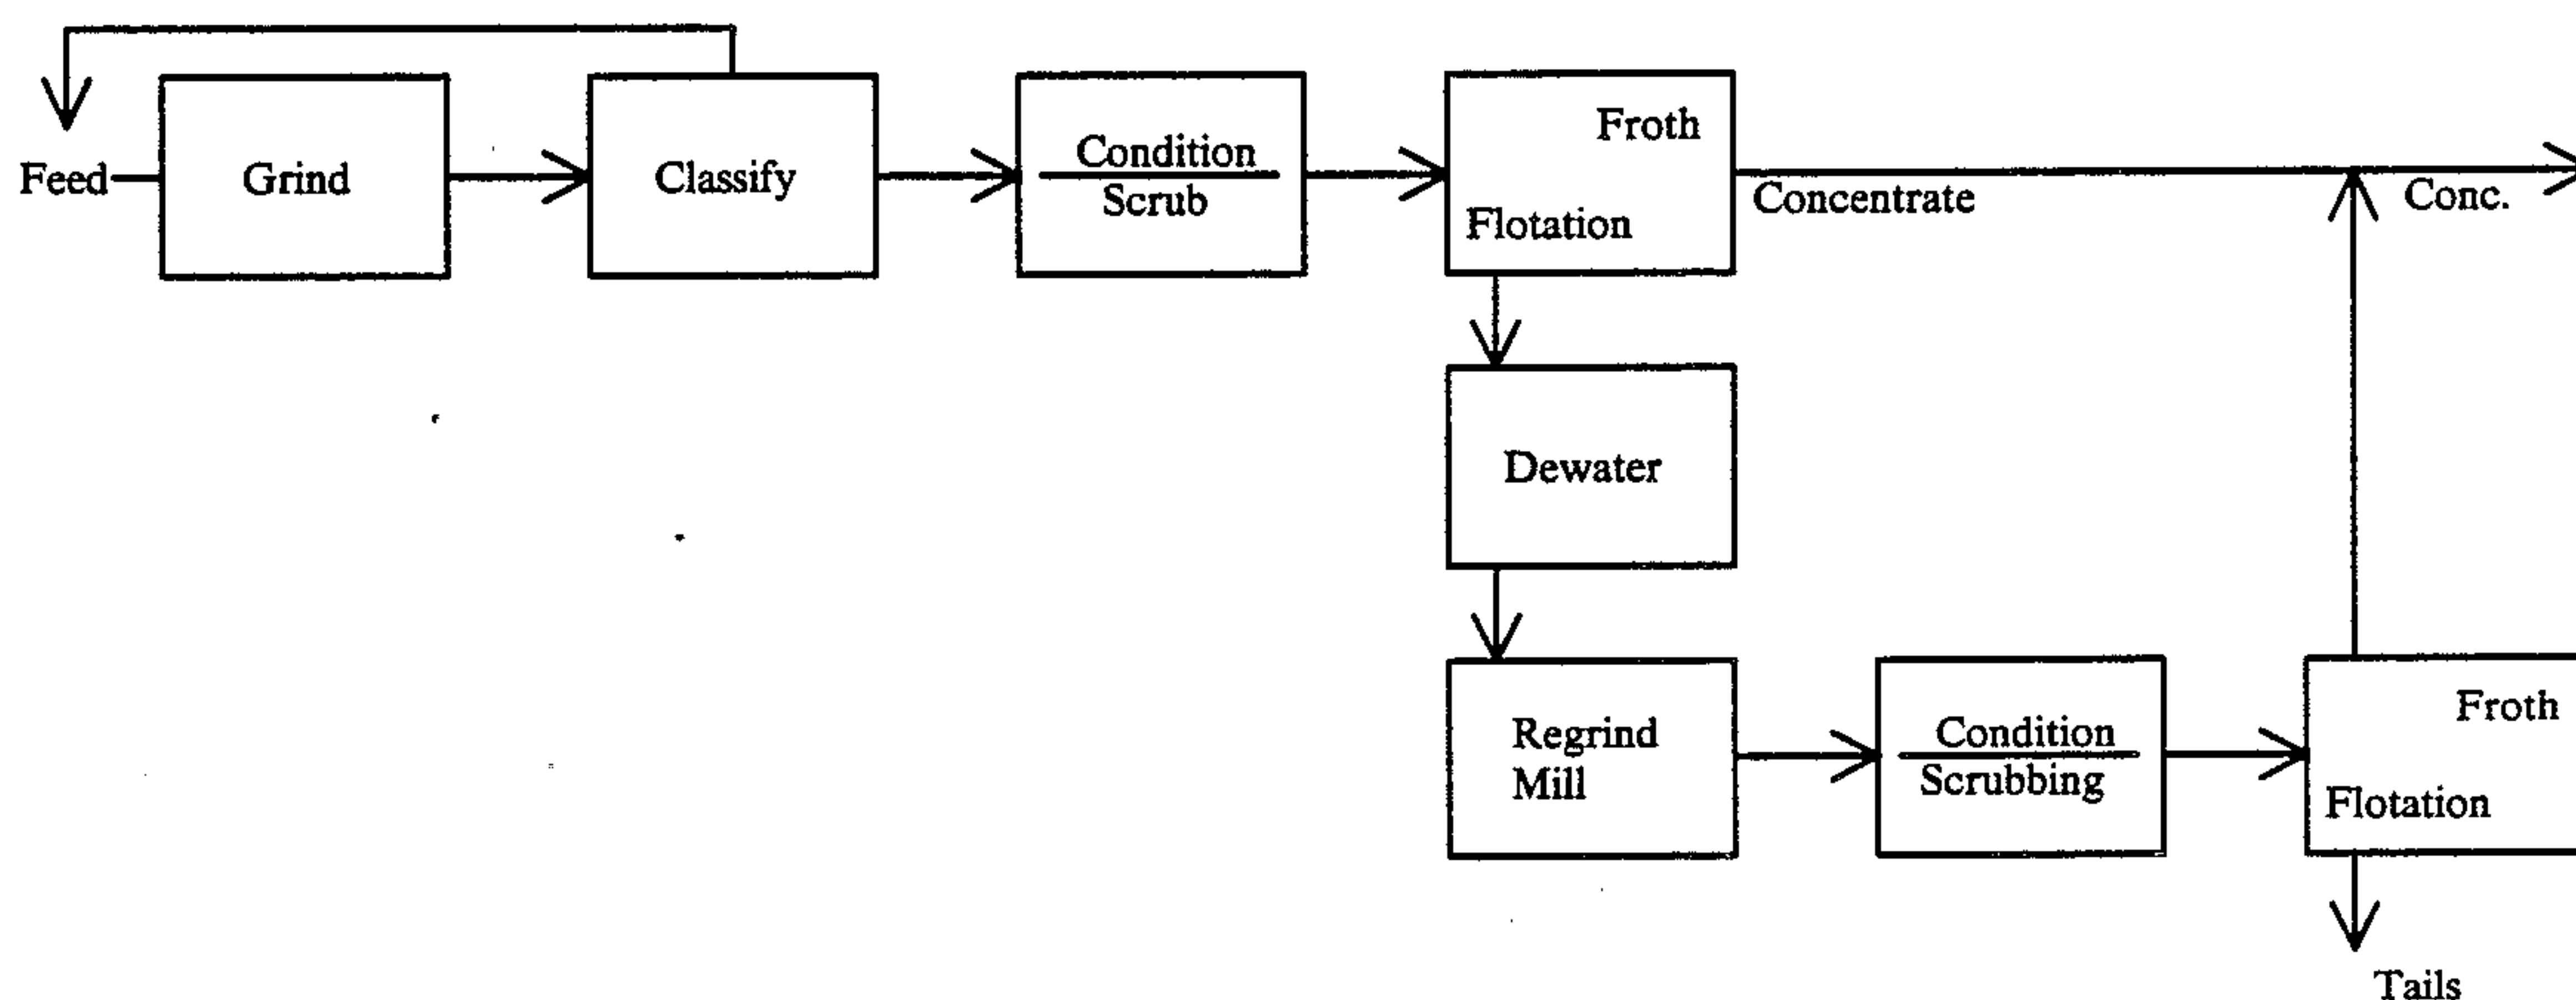 Feed
Grind
Classify
Condition
Scrub
Froth
Flotation
Concentrate
Conc.
Dewater
Regrind
Mill
Condition
Scrubbing
Froth
Flotation
Tails